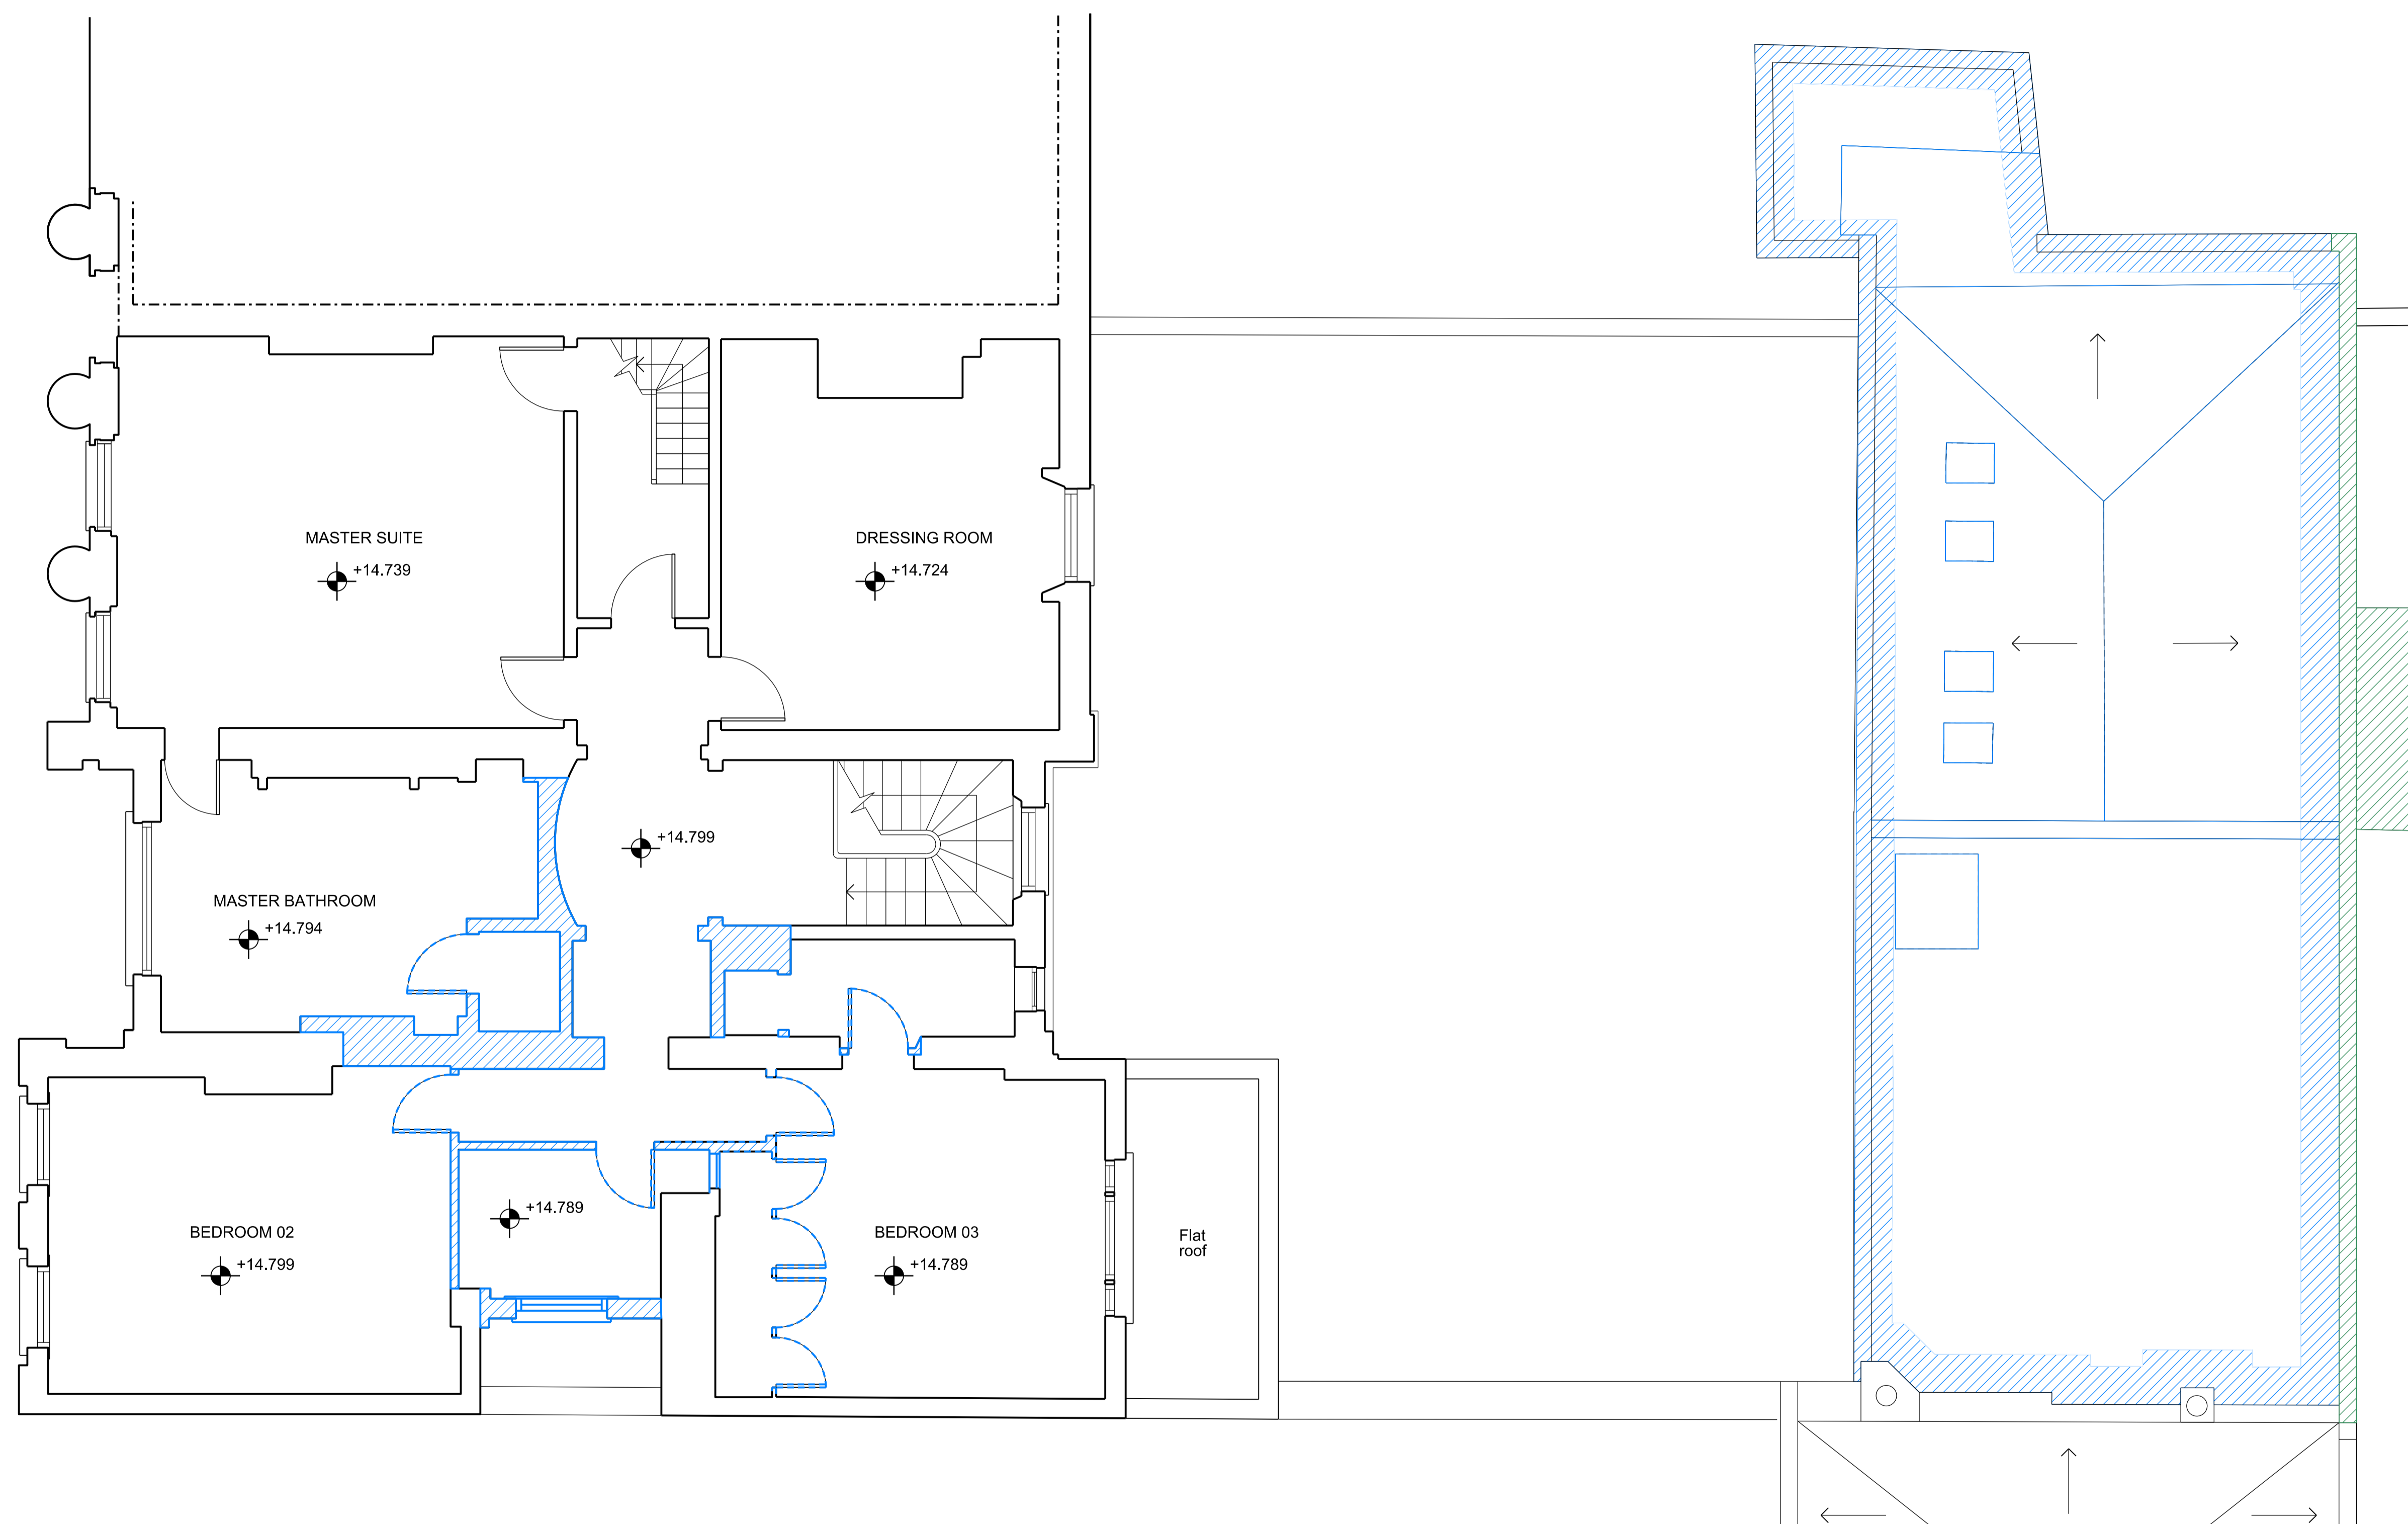 MASTER SUITE
+14.739
DRESSING ROOM
+14.724
+14.799
MASTER BATHROOM
+14.794
+14.789
BEDROOM 02
+14.799
BEDROOM 03
+14.789
Flat
roof